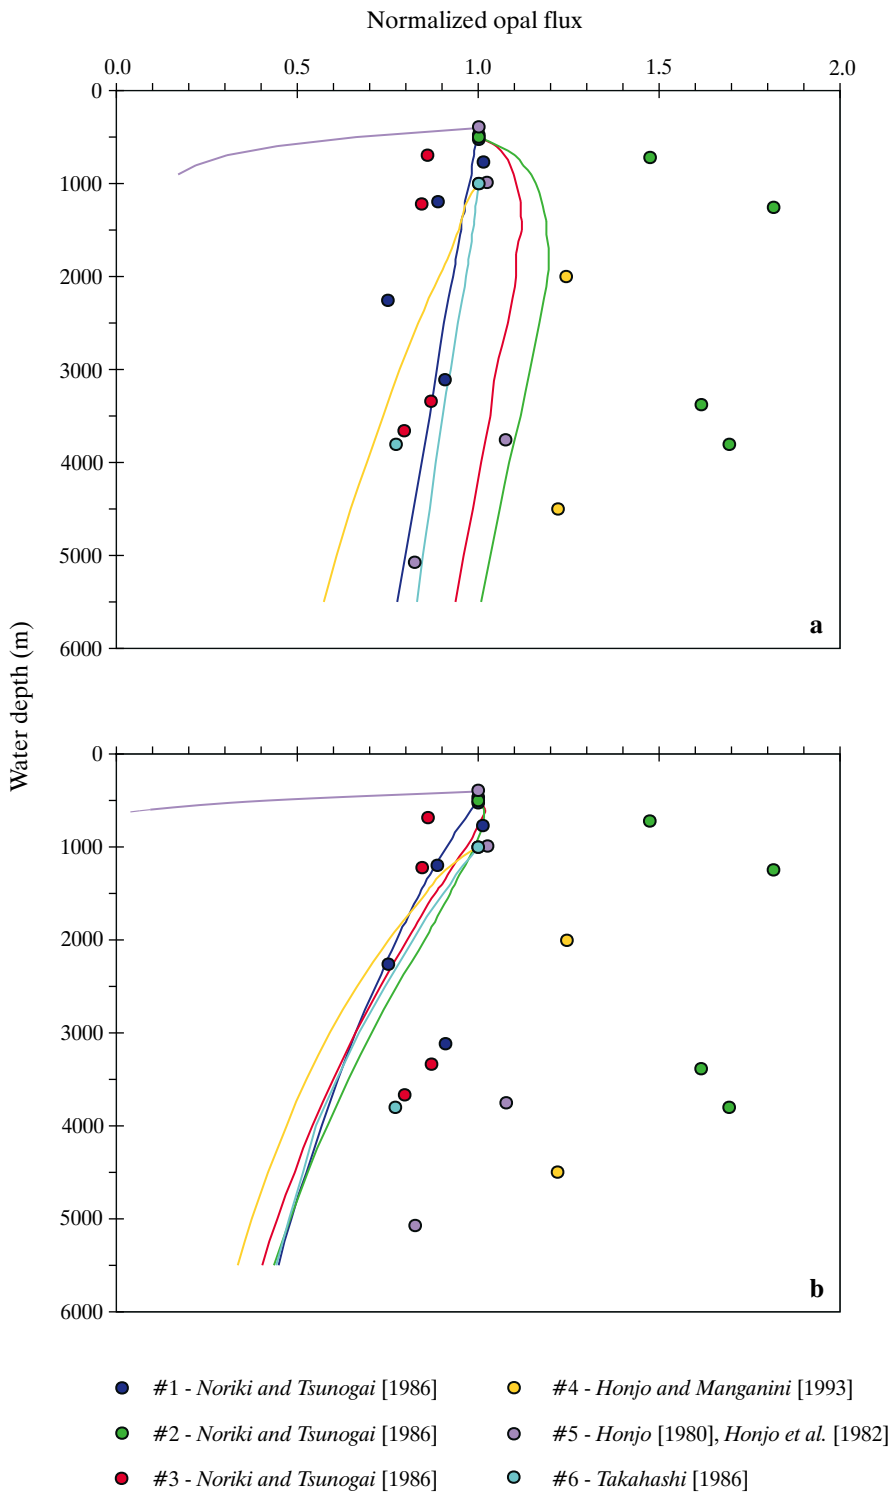 Normalized opal flux
0.0 0.5 1.0 1.5 2.0
0
1000
2000
3000
4000
5000
6000
a
Water depth (m)
0
1000
2000
3000
4000
5000
6000
b
#1 - Noriki and Tsunogai [1986]
#2 - Noriki and Tsunogai [1986]
#3 - Noriki and Tsunogai [1986]
#4 - Honjo and Manganini [1993]
#5 - Honjo [1980], Honjo et al. [1982]
#6 - Takahashi [1986]